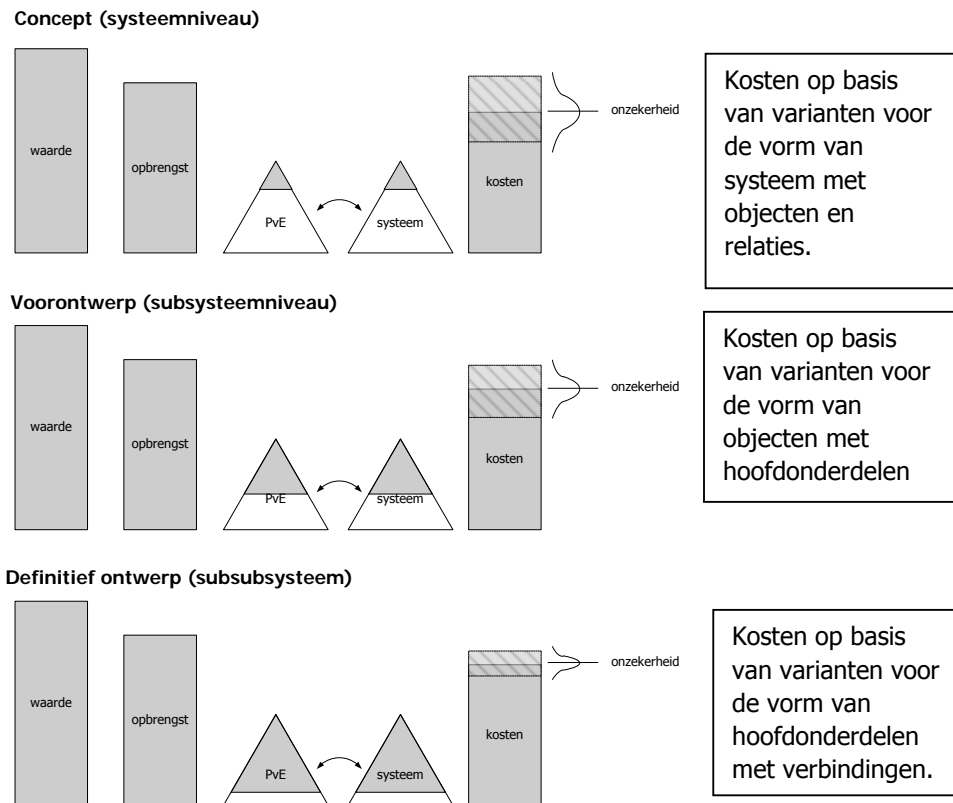 Concept (systeemniveau)
waarde
opbrengst
PvE
systeem
kosten
onzekerheid
Kosten op basis
van varianten voor
de vorm van
systeem met
objecten en
relaties.
Voorontwerp (subsysteemniveau)
waarde
opbrengst
PvE
systeem
kosten
onzekerheid
Kosten op basis
van varianten voor
de vorm van
objecten met
hoofdonderdelen
Definitief ontwerp (subsubsysteem)
waarde
opbrengst
PvE
systeem
kosten
onzekerheid
Kosten op basis
van varianten voor
de vorm van
hoofdonderdelen
met verbindingen.